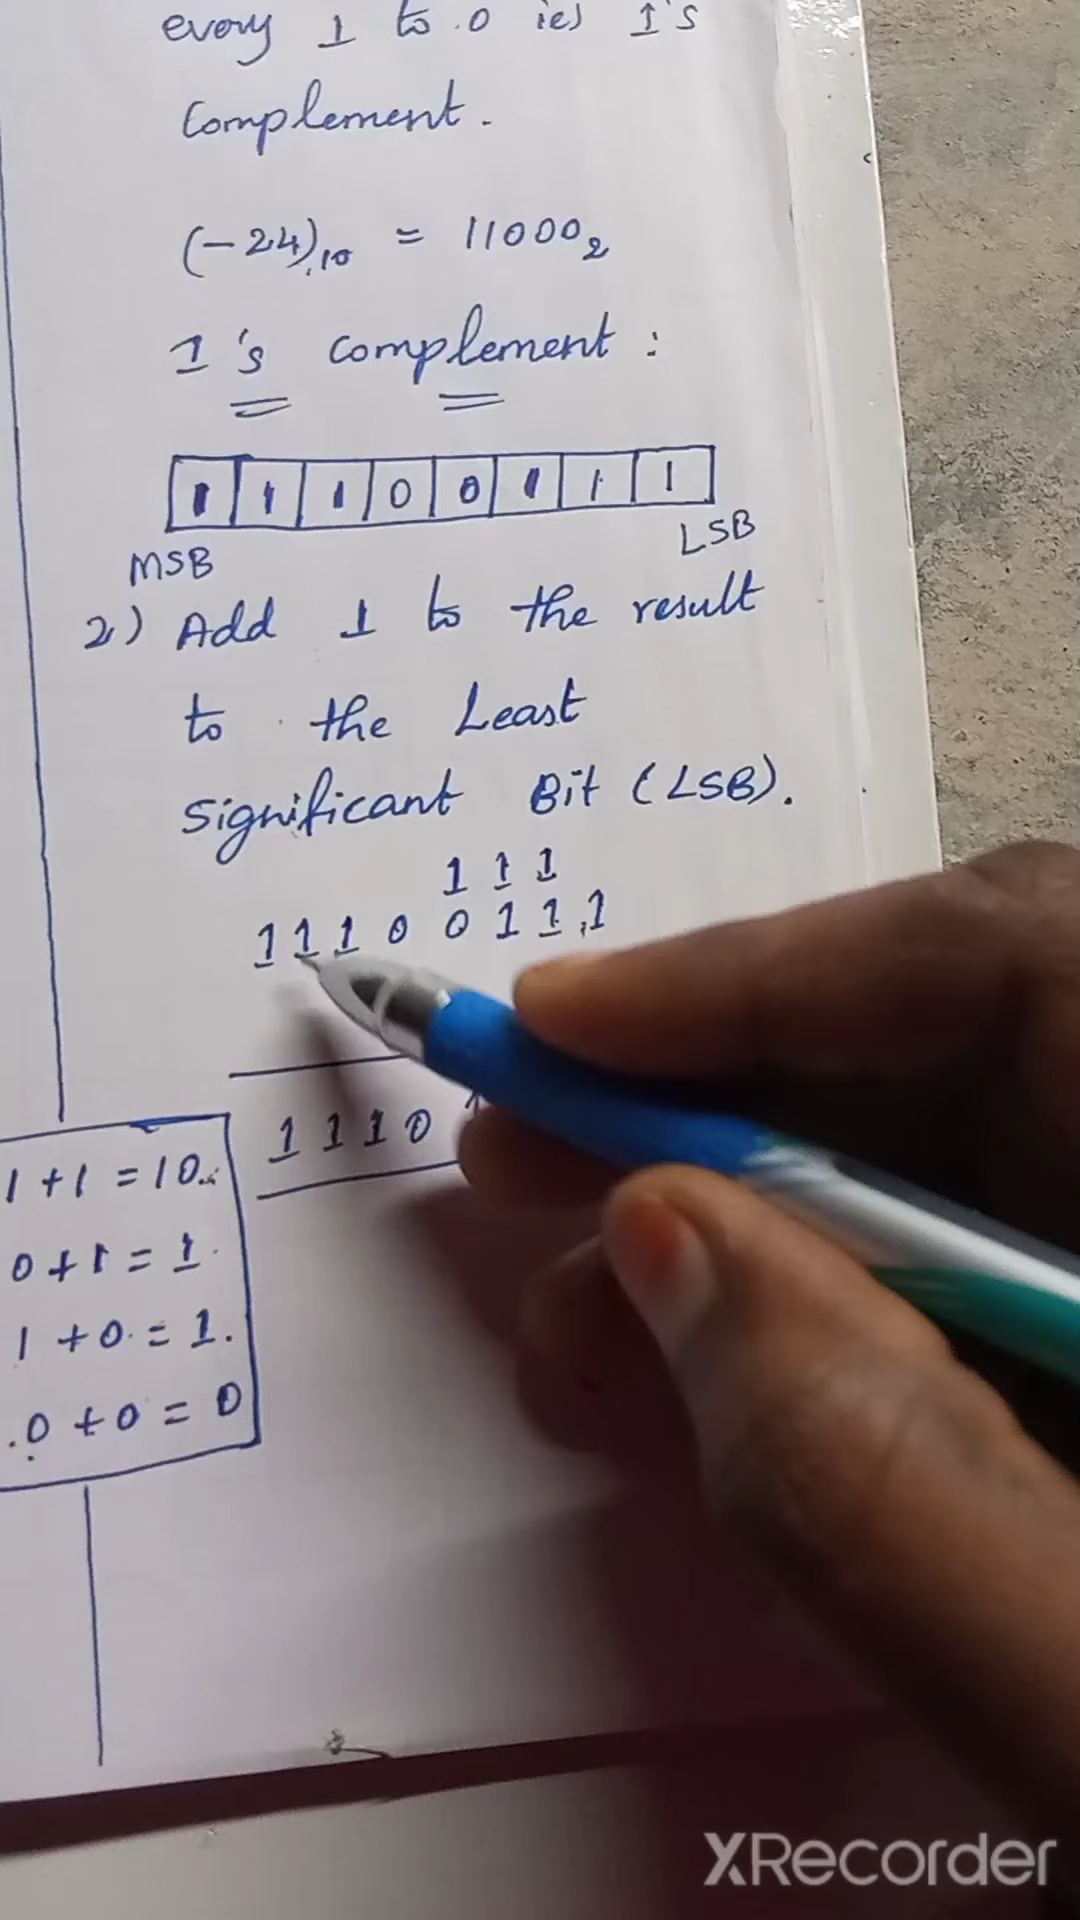 every 1 to 0 ie) 1's
Complement.
(-24)₁₀ = 11000₂
1's complement :
1 1 1 0 0 1 1 1
MSB LSB
2) Add 1 to the result
to the Least
significant Bit (LSB).
1 1 1
1 1 1 0 0 1 1 1
1 1 1 0 1
1 + 1 = 10.
0 + 1 = 1.
1 + 0 = 1.
0 + 0 = 0
XRecorder